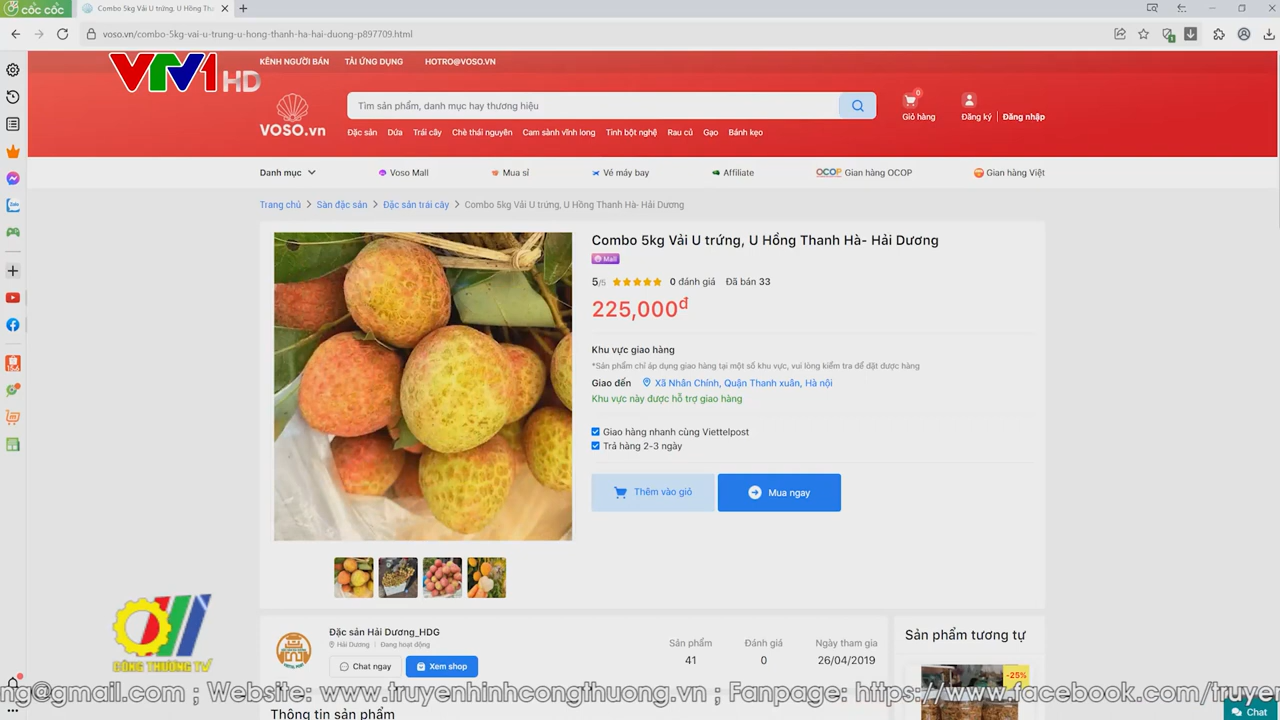 cốc cốc
Combo 5kg Vải U trứng, U Hồng Tha
voso.vn/combo-5kg-vai-u-trung-u-hong-thanh-ha-hai-duong-p897709.html
VTV1 HD
KÊNH NGƯỜI BÁN TẢI ỨNG DỤNG HOTRO@VOSO.VN
VOSO.vn
Tìm sản phẩm, danh mục hay thương hiệu
0
Giỏ hàng
Đăng ký Đăng nhập
Đặc sản Dứa Trái cây Chè thái nguyên Cam sành vĩnh long Tinh bột nghệ Rau củ Gạo Bánh kẹo
Danh mục Voso Mall Mua sỉ Vé máy bay Affiliate OCOP Gian hàng OCOP Gian hàng Việt
Trang chủ Sàn đặc sản Đặc sản trái cây Combo 5kg Vải U trứng, U Hồng Thanh Hà- Hải Dương
Combo 5kg Vải U trứng, U Hồng Thanh Hà- Hải Dương
Mall
5/5 0 đánh giá Đã bán 33
225,000đ
Khu vực giao hàng
*Sản phẩm chỉ áp dụng giao hàng tại một số khu vực, vui lòng kiểm tra để đặt được hàng
Giao đến Xã Nhân Chính, Quận Thanh xuân, Hà nội
Khu vực này được hỗ trợ giao hàng
Giao hàng nhanh cùng Viettelpost
Trả hàng 2-3 ngày
Thêm vào giỏ Mua ngay
CÔNG THƯƠNG TV
Đặc sản Hải Dương_HDG
Hải Dương Đang hoạt động
Chat ngay Xem shop
Sản phẩm Đánh giá Ngày tham gia
41 0 26/04/2019
Sản phẩm tương tự
-25%
ng@gmail.com ; Website: www.truyenhinhcongthuong.vn ; Fanpage: https://www.facebook.com/truyen
Thông tin sản phẩm
Chat